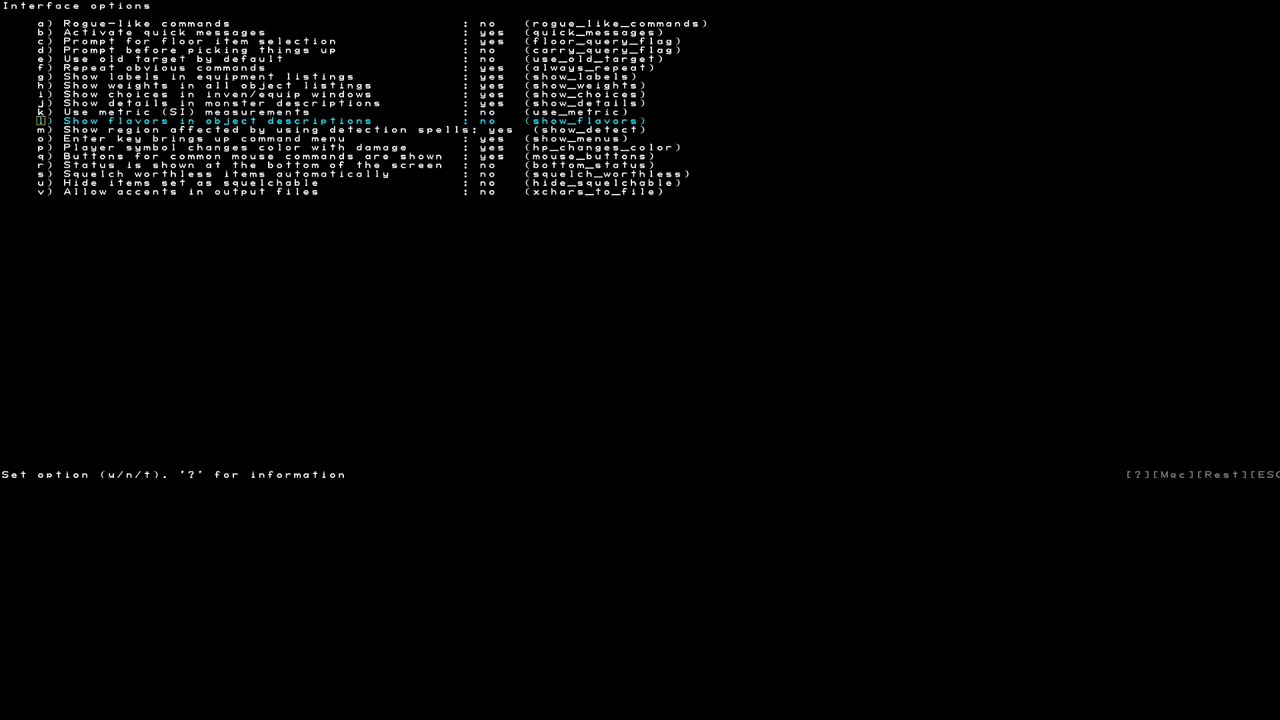 Interface options
a) Rogue-like commands : no (rogue_like_commands)
b) Activate quick messages : yes (quick_messages)
c) Prompt for floor item selection : yes (floor_query_flag)
d) Prompt before picking things up : no (carry_query_flag)
e) Use old target by default : no (use_old_target)
f) Repeat obvious commands : yes (always_repeat)
g) Show labels in equipment listings : yes (show_labels)
h) Show weights in all object listings : yes (show_weights)
i) Show choices in inven/equip windows : yes (show_choices)
j) Show details in monster descriptions : yes (show_details)
k) Use metric (SI) measurements : no (use_metric)
l) Show flavors in object descriptions : no (show_flavors)
m) Show region affected by using detection spells: yes (show_detect)
o) Enter key brings up command menu : yes (show_menus)
p) Player symbol changes color with damage : yes (hp_changes_color)
q) Buttons for common mouse commands are shown : yes (mouse_buttons)
r) Status is shown at the bottom of the screen : no (bottom_status)
s) Squelch worthless items automatically : no (squelch_worthless)
u) Hide items set as squelchable : no (hide_squelchable)
v) Allow accents in output files : no (xchars_to_file)
Set option (y/n/t), '?' for information [?][Mac][Rest][ESC